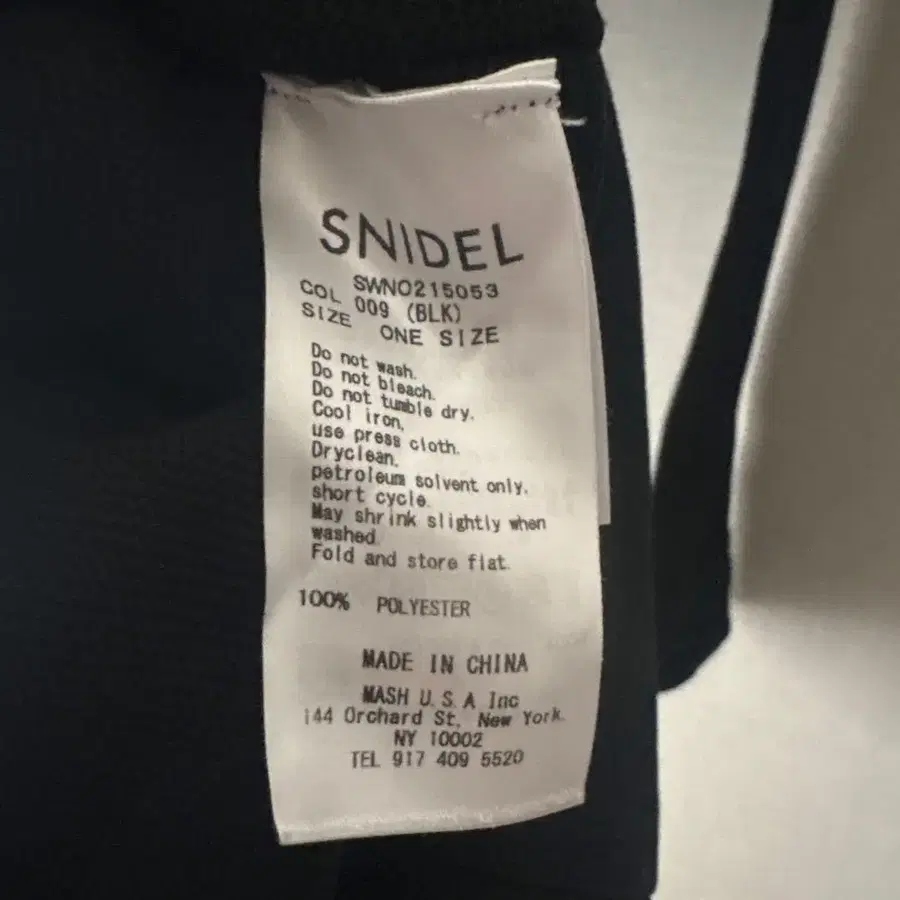 SNIDEL
SWNO215053
COL 009 (BLK)
SIZE ONE SIZE
Do not wash.
Do not bleach.
Do not tumble dry.
Cool iron,
use press cloth.
Dryclean,
petroleum solvent only,
short cycle.
May shrink slightly when
washed.
Fold and store flat.
100% POLYESTER
MADE IN CHINA
MASH U.S.A Inc
144 Orchard St, New York.
NY 10002
TEL 917 409 5520